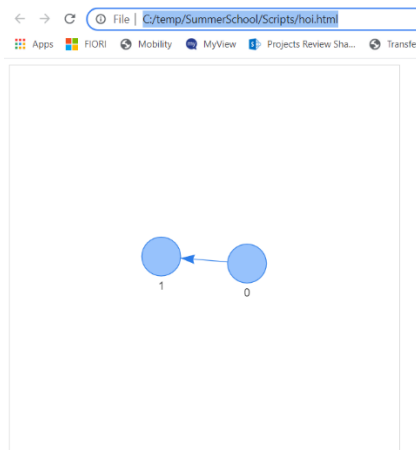 File | C:/temp/SummerSchool/Scripts/hoi.html
Apps FIORI Mobility MyView Projects Review Sha... Transfe
1
0